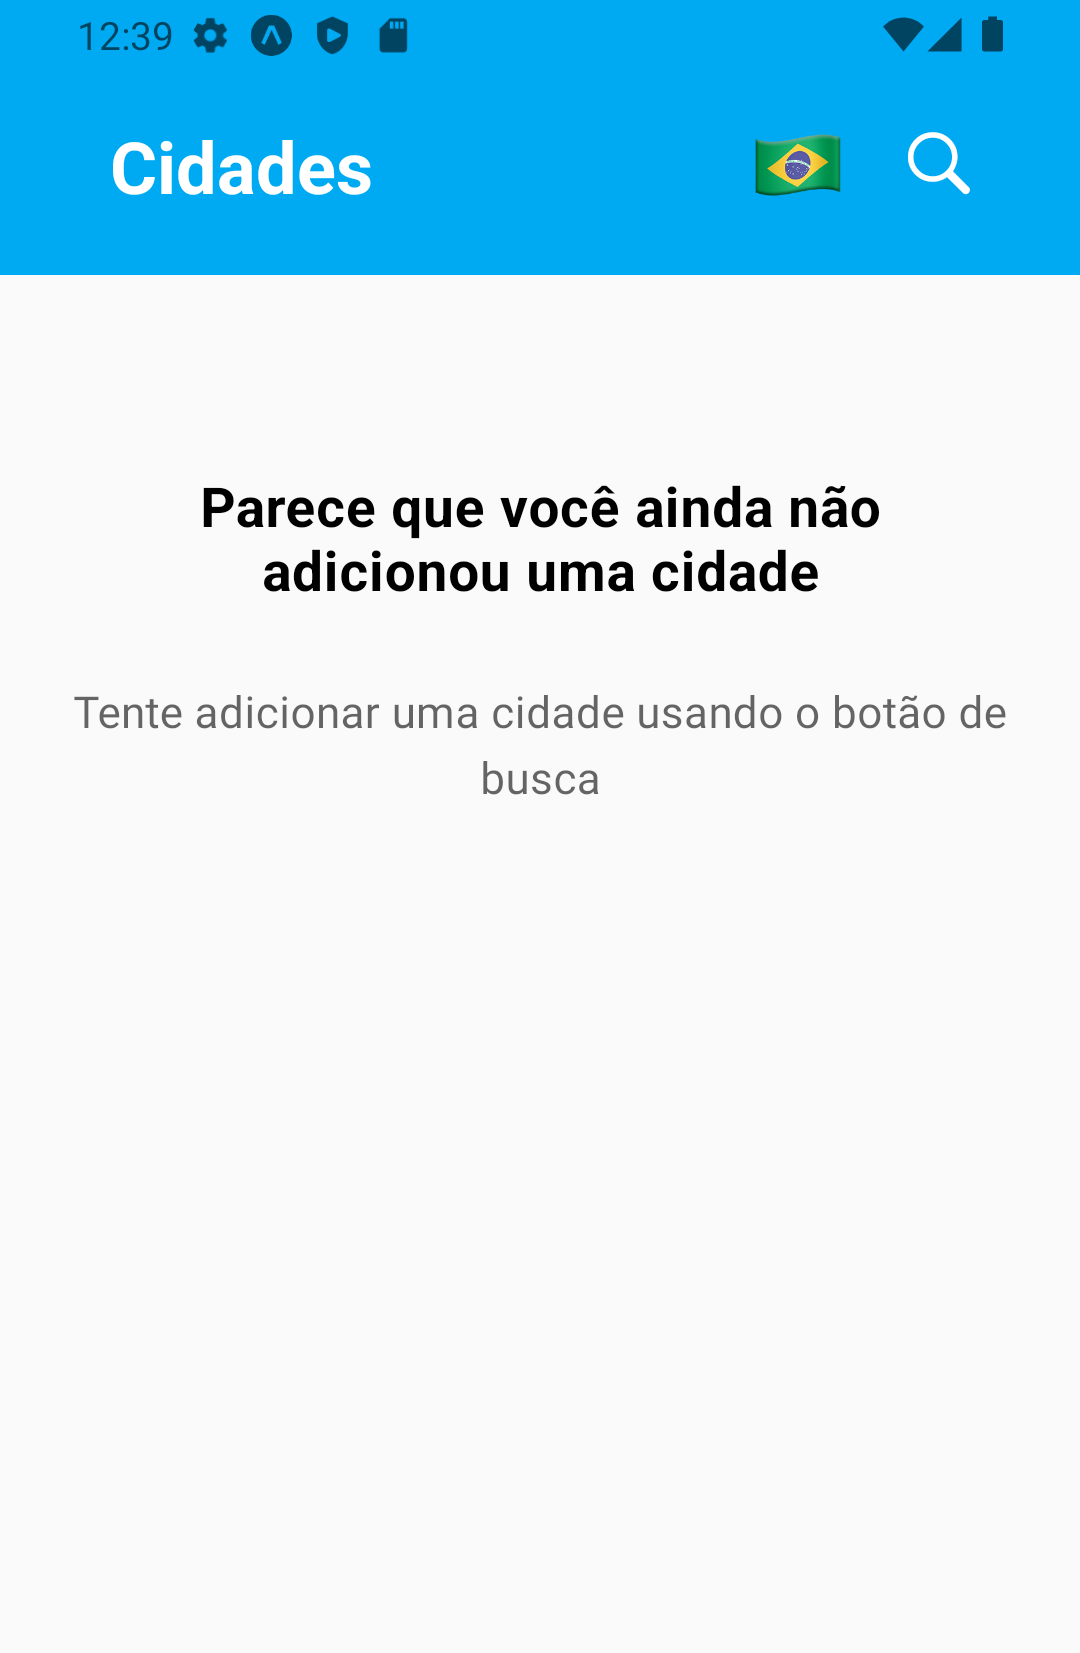 12:39
Cidades
Parece que você ainda não
adicionou uma cidade
Tente adicionar uma cidade usando o botão de
busca